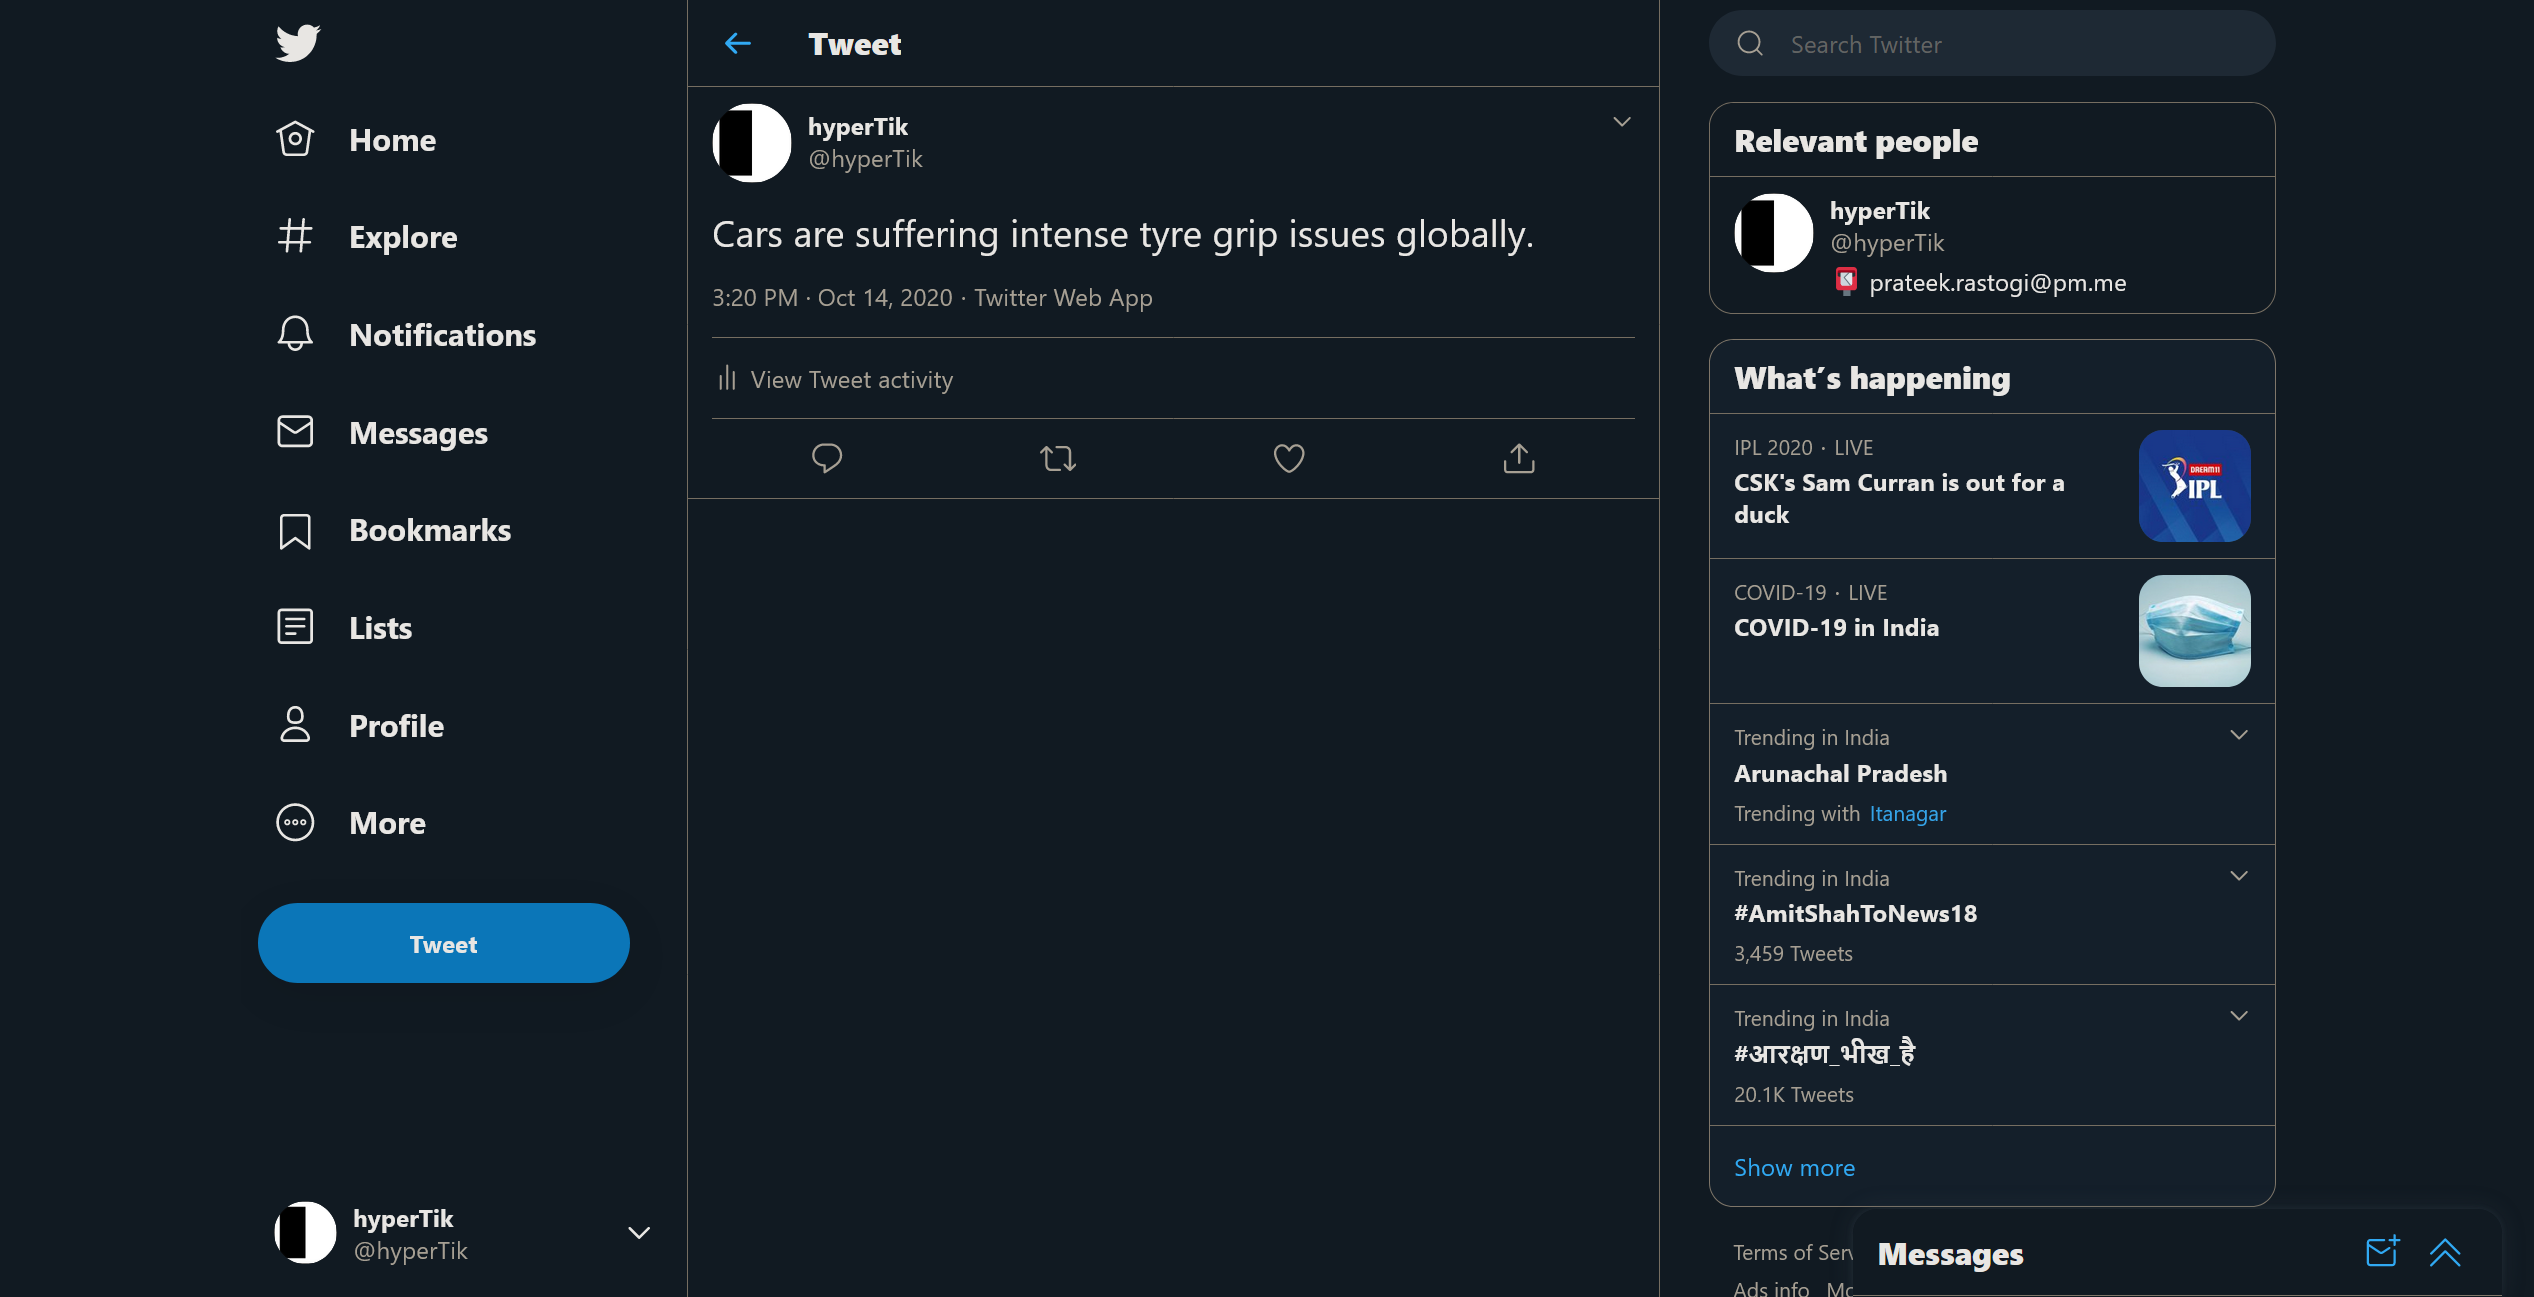 Home
Explore
Notifications
Messages
Bookmarks
Lists
Profile
More
Tweet
hyperTik
@hyperTik
Tweet
hyperTik
@hyperTik
Cars are suffering intense tyre grip issues globally.
3:20 PM · Oct 14, 2020 · Twitter Web App
View Tweet activity
Search Twitter
Relevant people
hyperTik
@hyperTik
prateek.rastogi@pm.me
What's happening
IPL 2020 · LIVE
CSK's Sam Curran is out for a
duck
DREAM11
IPL
COVID-19 · LIVE
COVID-19 in India
Trending in India
Arunachal Pradesh
Trending with Itanagar
Trending in India
#AmitShahToNews18
3,459 Tweets
Trending in India
#आरक्षण_भीख_है
20.1K Tweets
Show more
Terms of
Ads info
Messages